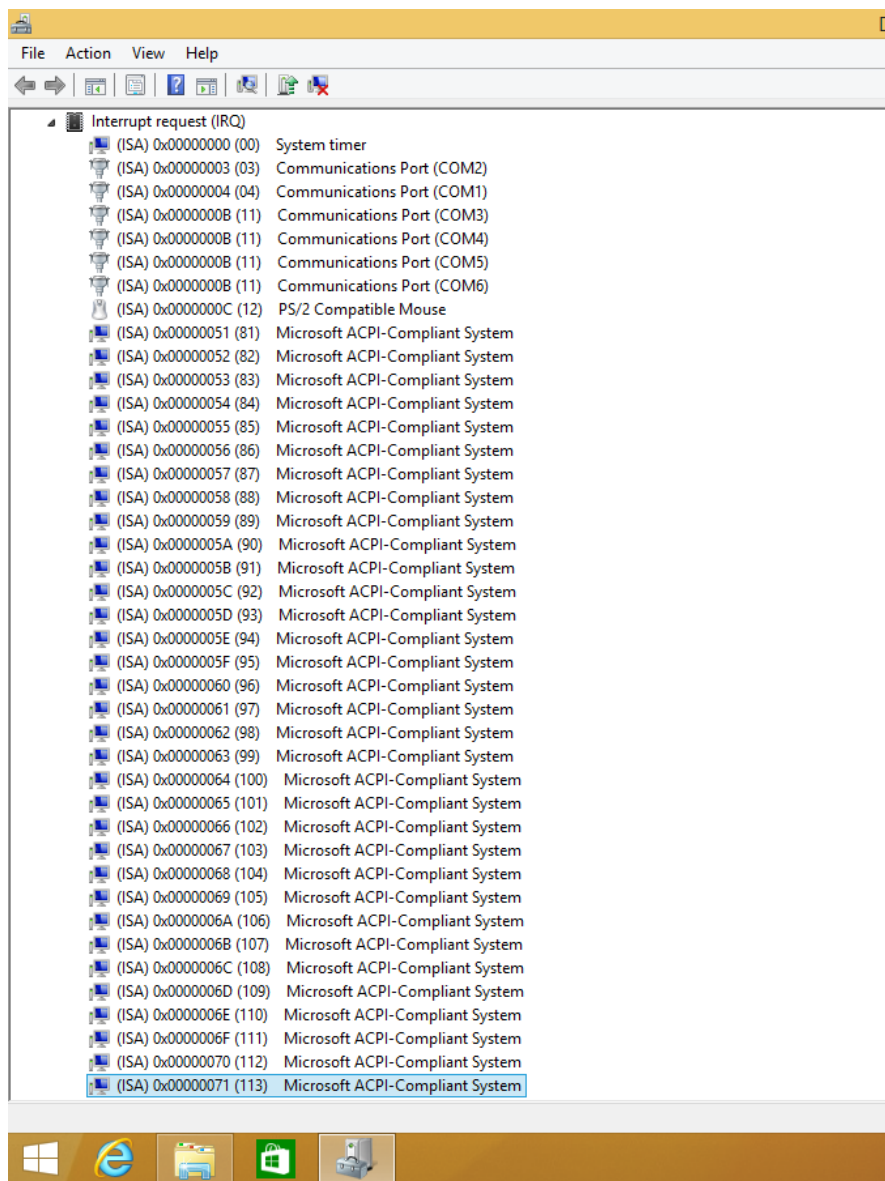 File Action View Help
Interrupt request (IRQ)
(ISA) 0x00000000 (00) System timer
(ISA) 0x00000003 (03) Communications Port (COM2)
(ISA) 0x00000004 (04) Communications Port (COM1)
(ISA) 0x0000000B (11) Communications Port (COM3)
(ISA) 0x0000000B (11) Communications Port (COM4)
(ISA) 0x0000000B (11) Communications Port (COM5)
(ISA) 0x0000000B (11) Communications Port (COM6)
(ISA) 0x0000000C (12) PS/2 Compatible Mouse
(ISA) 0x00000051 (81) Microsoft ACPI-Compliant System
(ISA) 0x00000052 (82) Microsoft ACPI-Compliant System
(ISA) 0x00000053 (83) Microsoft ACPI-Compliant System
(ISA) 0x00000054 (84) Microsoft ACPI-Compliant System
(ISA) 0x00000055 (85) Microsoft ACPI-Compliant System
(ISA) 0x00000056 (86) Microsoft ACPI-Compliant System
(ISA) 0x00000057 (87) Microsoft ACPI-Compliant System
(ISA) 0x00000058 (88) Microsoft ACPI-Compliant System
(ISA) 0x00000059 (89) Microsoft ACPI-Compliant System
(ISA) 0x0000005A (90) Microsoft ACPI-Compliant System
(ISA) 0x0000005B (91) Microsoft ACPI-Compliant System
(ISA) 0x0000005C (92) Microsoft ACPI-Compliant System
(ISA) 0x0000005D (93) Microsoft ACPI-Compliant System
(ISA) 0x0000005E (94) Microsoft ACPI-Compliant System
(ISA) 0x0000005F (95) Microsoft ACPI-Compliant System
(ISA) 0x00000060 (96) Microsoft ACPI-Compliant System
(ISA) 0x00000061 (97) Microsoft ACPI-Compliant System
(ISA) 0x00000062 (98) Microsoft ACPI-Compliant System
(ISA) 0x00000063 (99) Microsoft ACPI-Compliant System
(ISA) 0x00000064 (100) Microsoft ACPI-Compliant System
(ISA) 0x00000065 (101) Microsoft ACPI-Compliant System
(ISA) 0x00000066 (102) Microsoft ACPI-Compliant System
(ISA) 0x00000067 (103) Microsoft ACPI-Compliant System
(ISA) 0x00000068 (104) Microsoft ACPI-Compliant System
(ISA) 0x00000069 (105) Microsoft ACPI-Compliant System
(ISA) 0x0000006A (106) Microsoft ACPI-Compliant System
(ISA) 0x0000006B (107) Microsoft ACPI-Compliant System
(ISA) 0x0000006C (108) Microsoft ACPI-Compliant System
(ISA) 0x0000006D (109) Microsoft ACPI-Compliant System
(ISA) 0x0000006E (110) Microsoft ACPI-Compliant System
(ISA) 0x0000006F (111) Microsoft ACPI-Compliant System
(ISA) 0x00000070 (112) Microsoft ACPI-Compliant System
(ISA) 0x00000071 (113) Microsoft ACPI-Compliant System